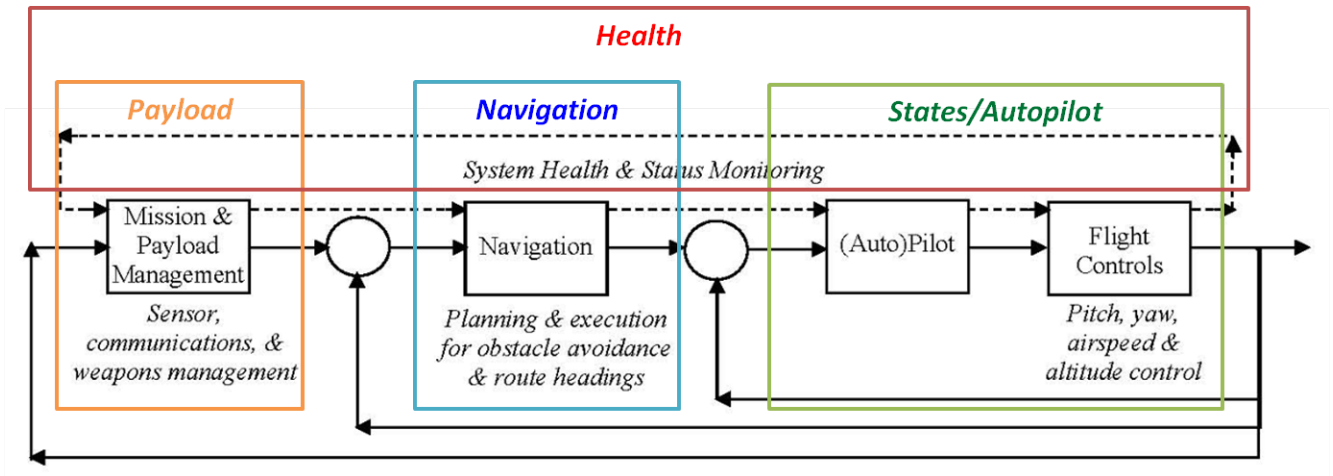 Health
Payload
Navigation
States/Autopilot
System Health & Status Monitoring
Mission &
Payload
Management
Navigation
(Auto)Pilot
Flight
Controls
Sensor,
communications, &
weapons management
Planning & execution
for obstacle avoidance
& route headings
Pitch, yaw,
airspeed &
altitude control